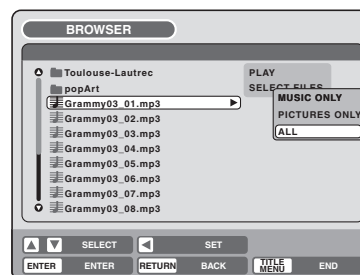 BROWSER
Toulouse-Lautrec
popArt
Grammy03_01.mp3
Grammy03_02.mp3
Grammy03_03.mp3
Grammy03_04.mp3
Grammy03_05.mp3
Grammy03_06.mp3
Grammy03_07.mp3
Grammy03_08.mp3
PLAY
SELECT FILES
MUSIC ONLY
PICTURES ONLY
ALL
SELECT SET
ENTER ENTER RETURN BACK TITLE MENU END